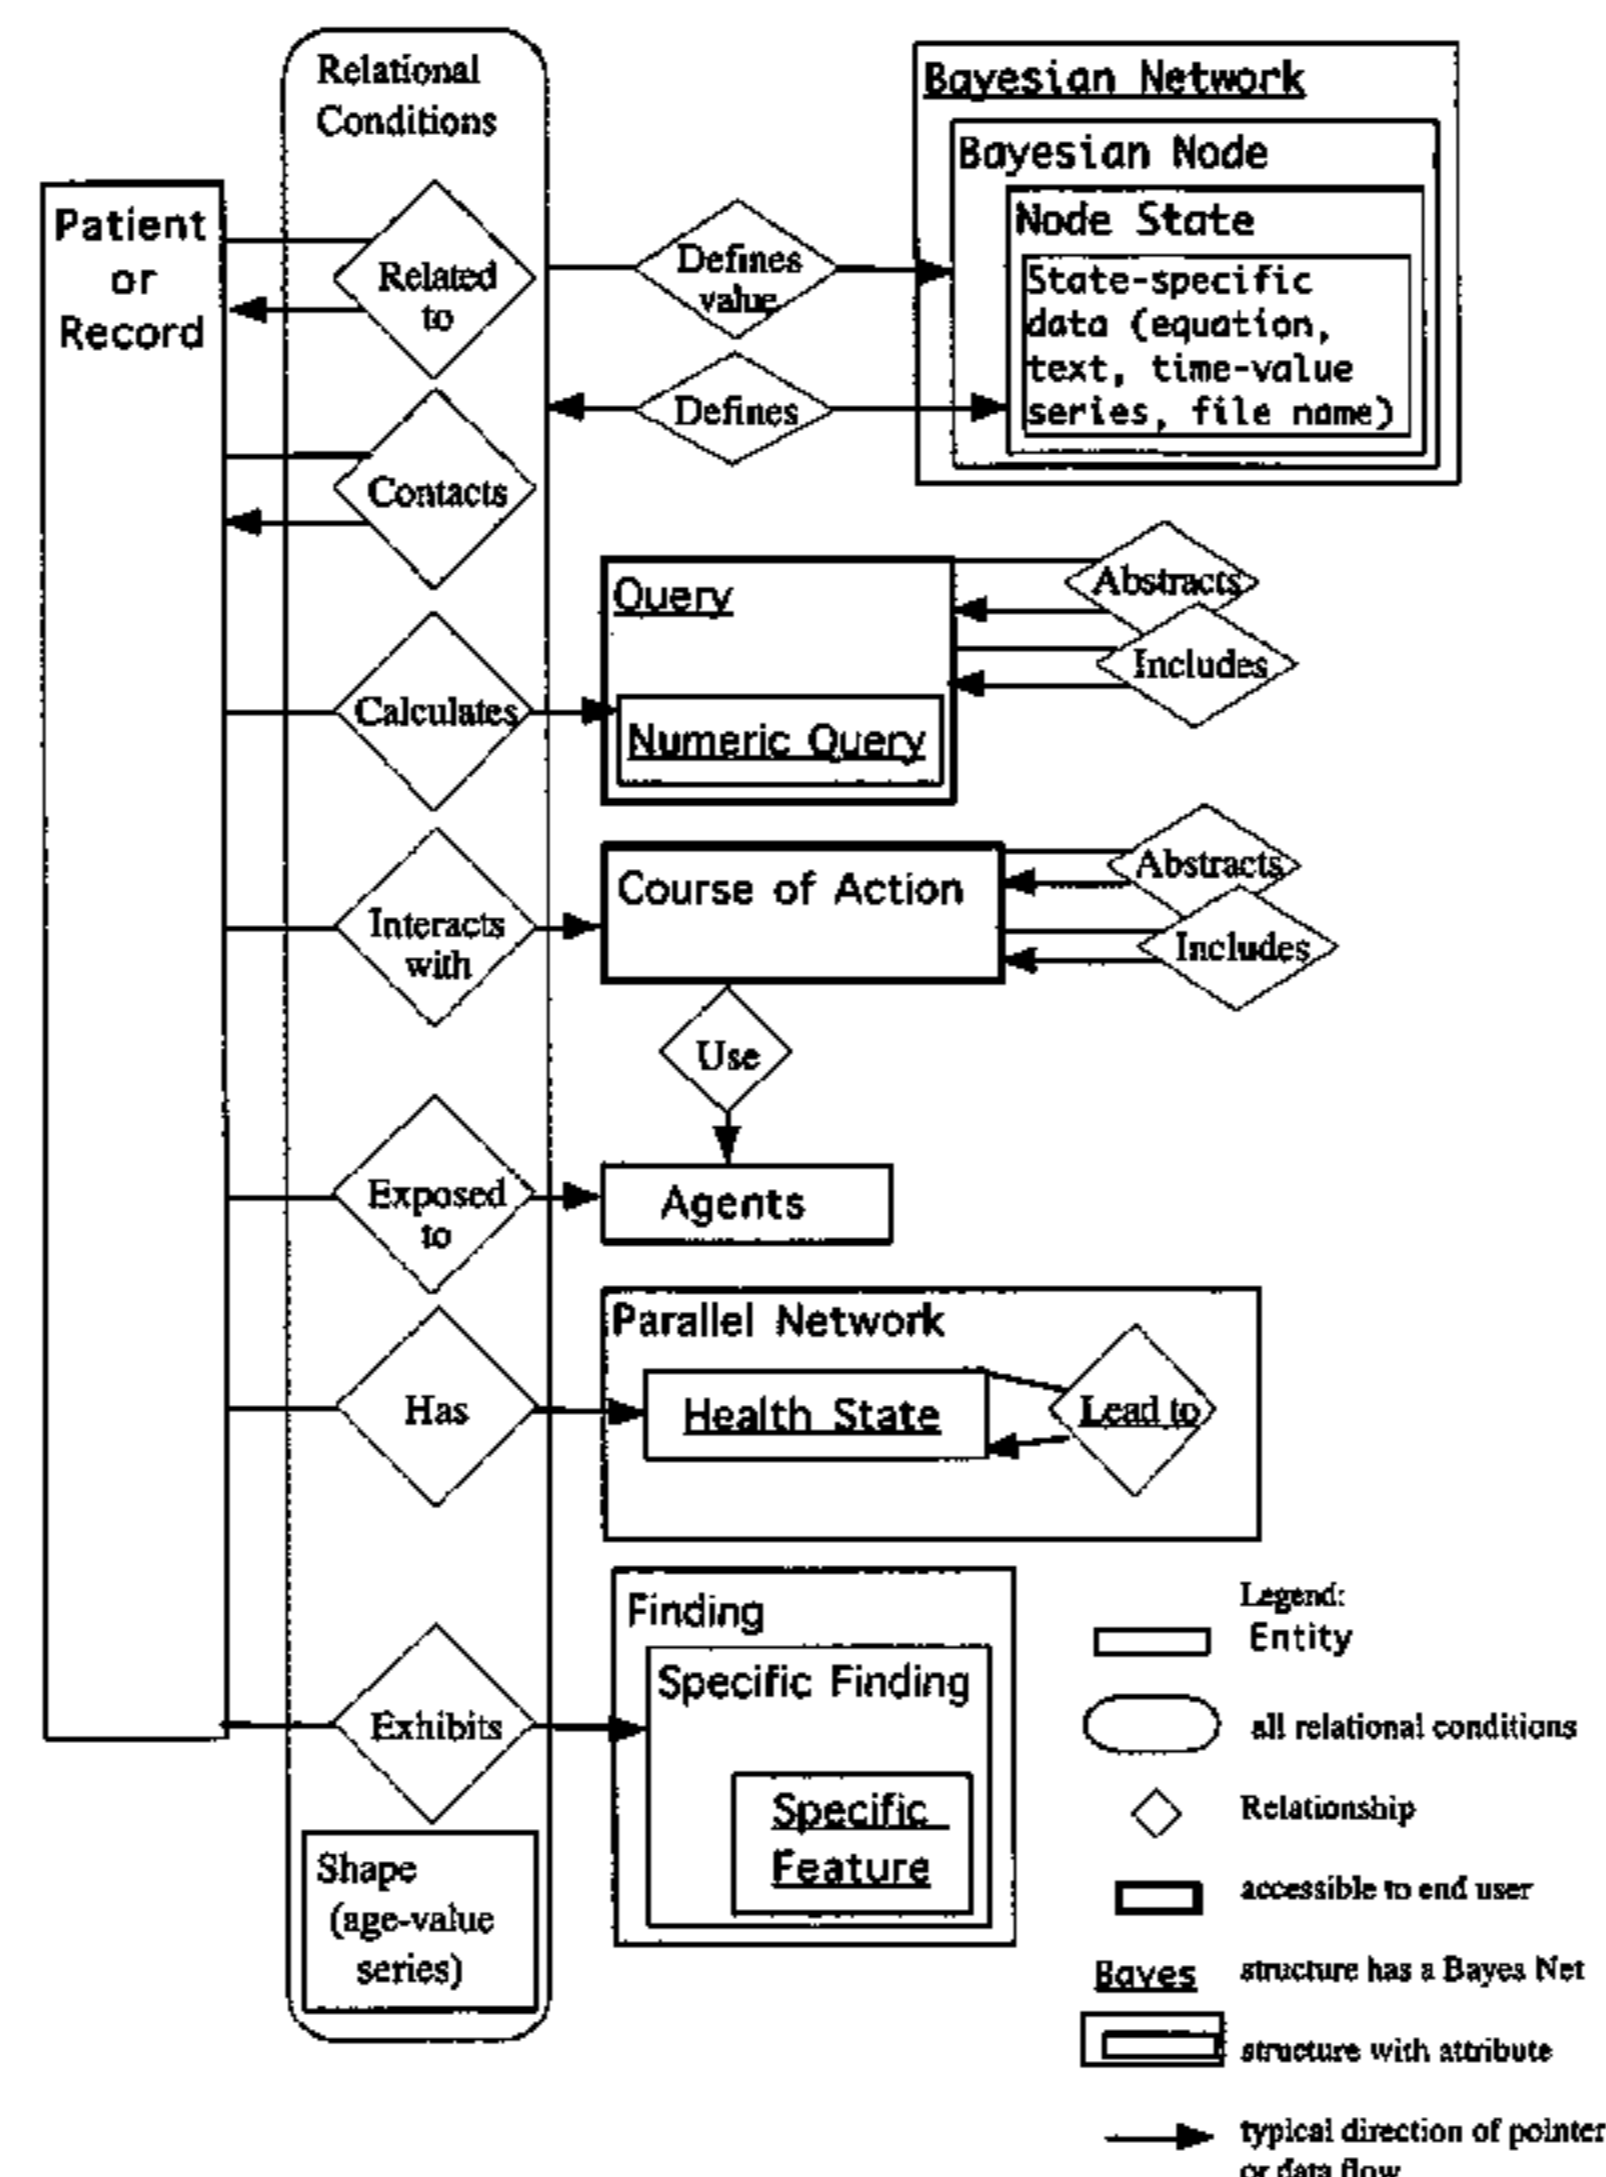 Relational
Conditions
Patient
or
Record
Related
to
Contacts
Calculates
Interacts
with
Exposed
to
Has
Exhibits
Shape
(age-value
series)
Defines
value
Defines
Bayesian Network
Bayesian Node
Node State
State-specific
data (equation,
text, time-value
series, file name)
Query
Numeric Query
Abstracts
Includes
Course of Action
Abstracts
Includes
Use
Agents
Parallel Network
Health State
Lead to
Finding
Specific Finding
Specific
Feature
Legend:
Entity
all relational conditions
Relationship
accessible to end user
Bayes
structure has a Bayes Net
structure with attribute
typical direction of pointer
or data flow